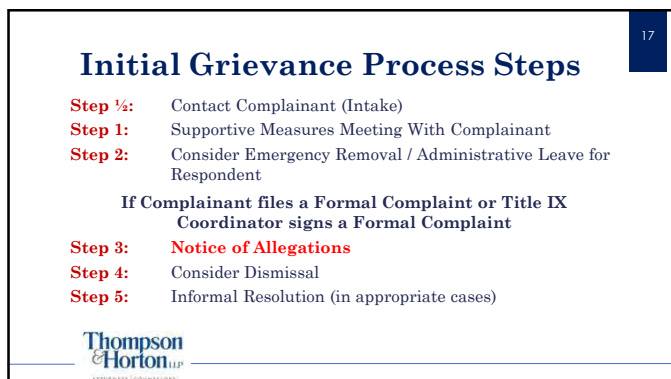 17
Initial Grievance Process Steps
Step ½: Contact Complainant (Intake)
Step 1: Supportive Measures Meeting With Complainant
Step 2: Consider Emergency Removal / Administrative Leave for
Respondent
If Complainant files a Formal Complaint or Title IX
Coordinator signs a Formal Complaint
Step 3: Notice of Allegations
Step 4: Consider Dismissal
Step 5: Informal Resolution (in appropriate cases)
Thompson
& Horton LLP